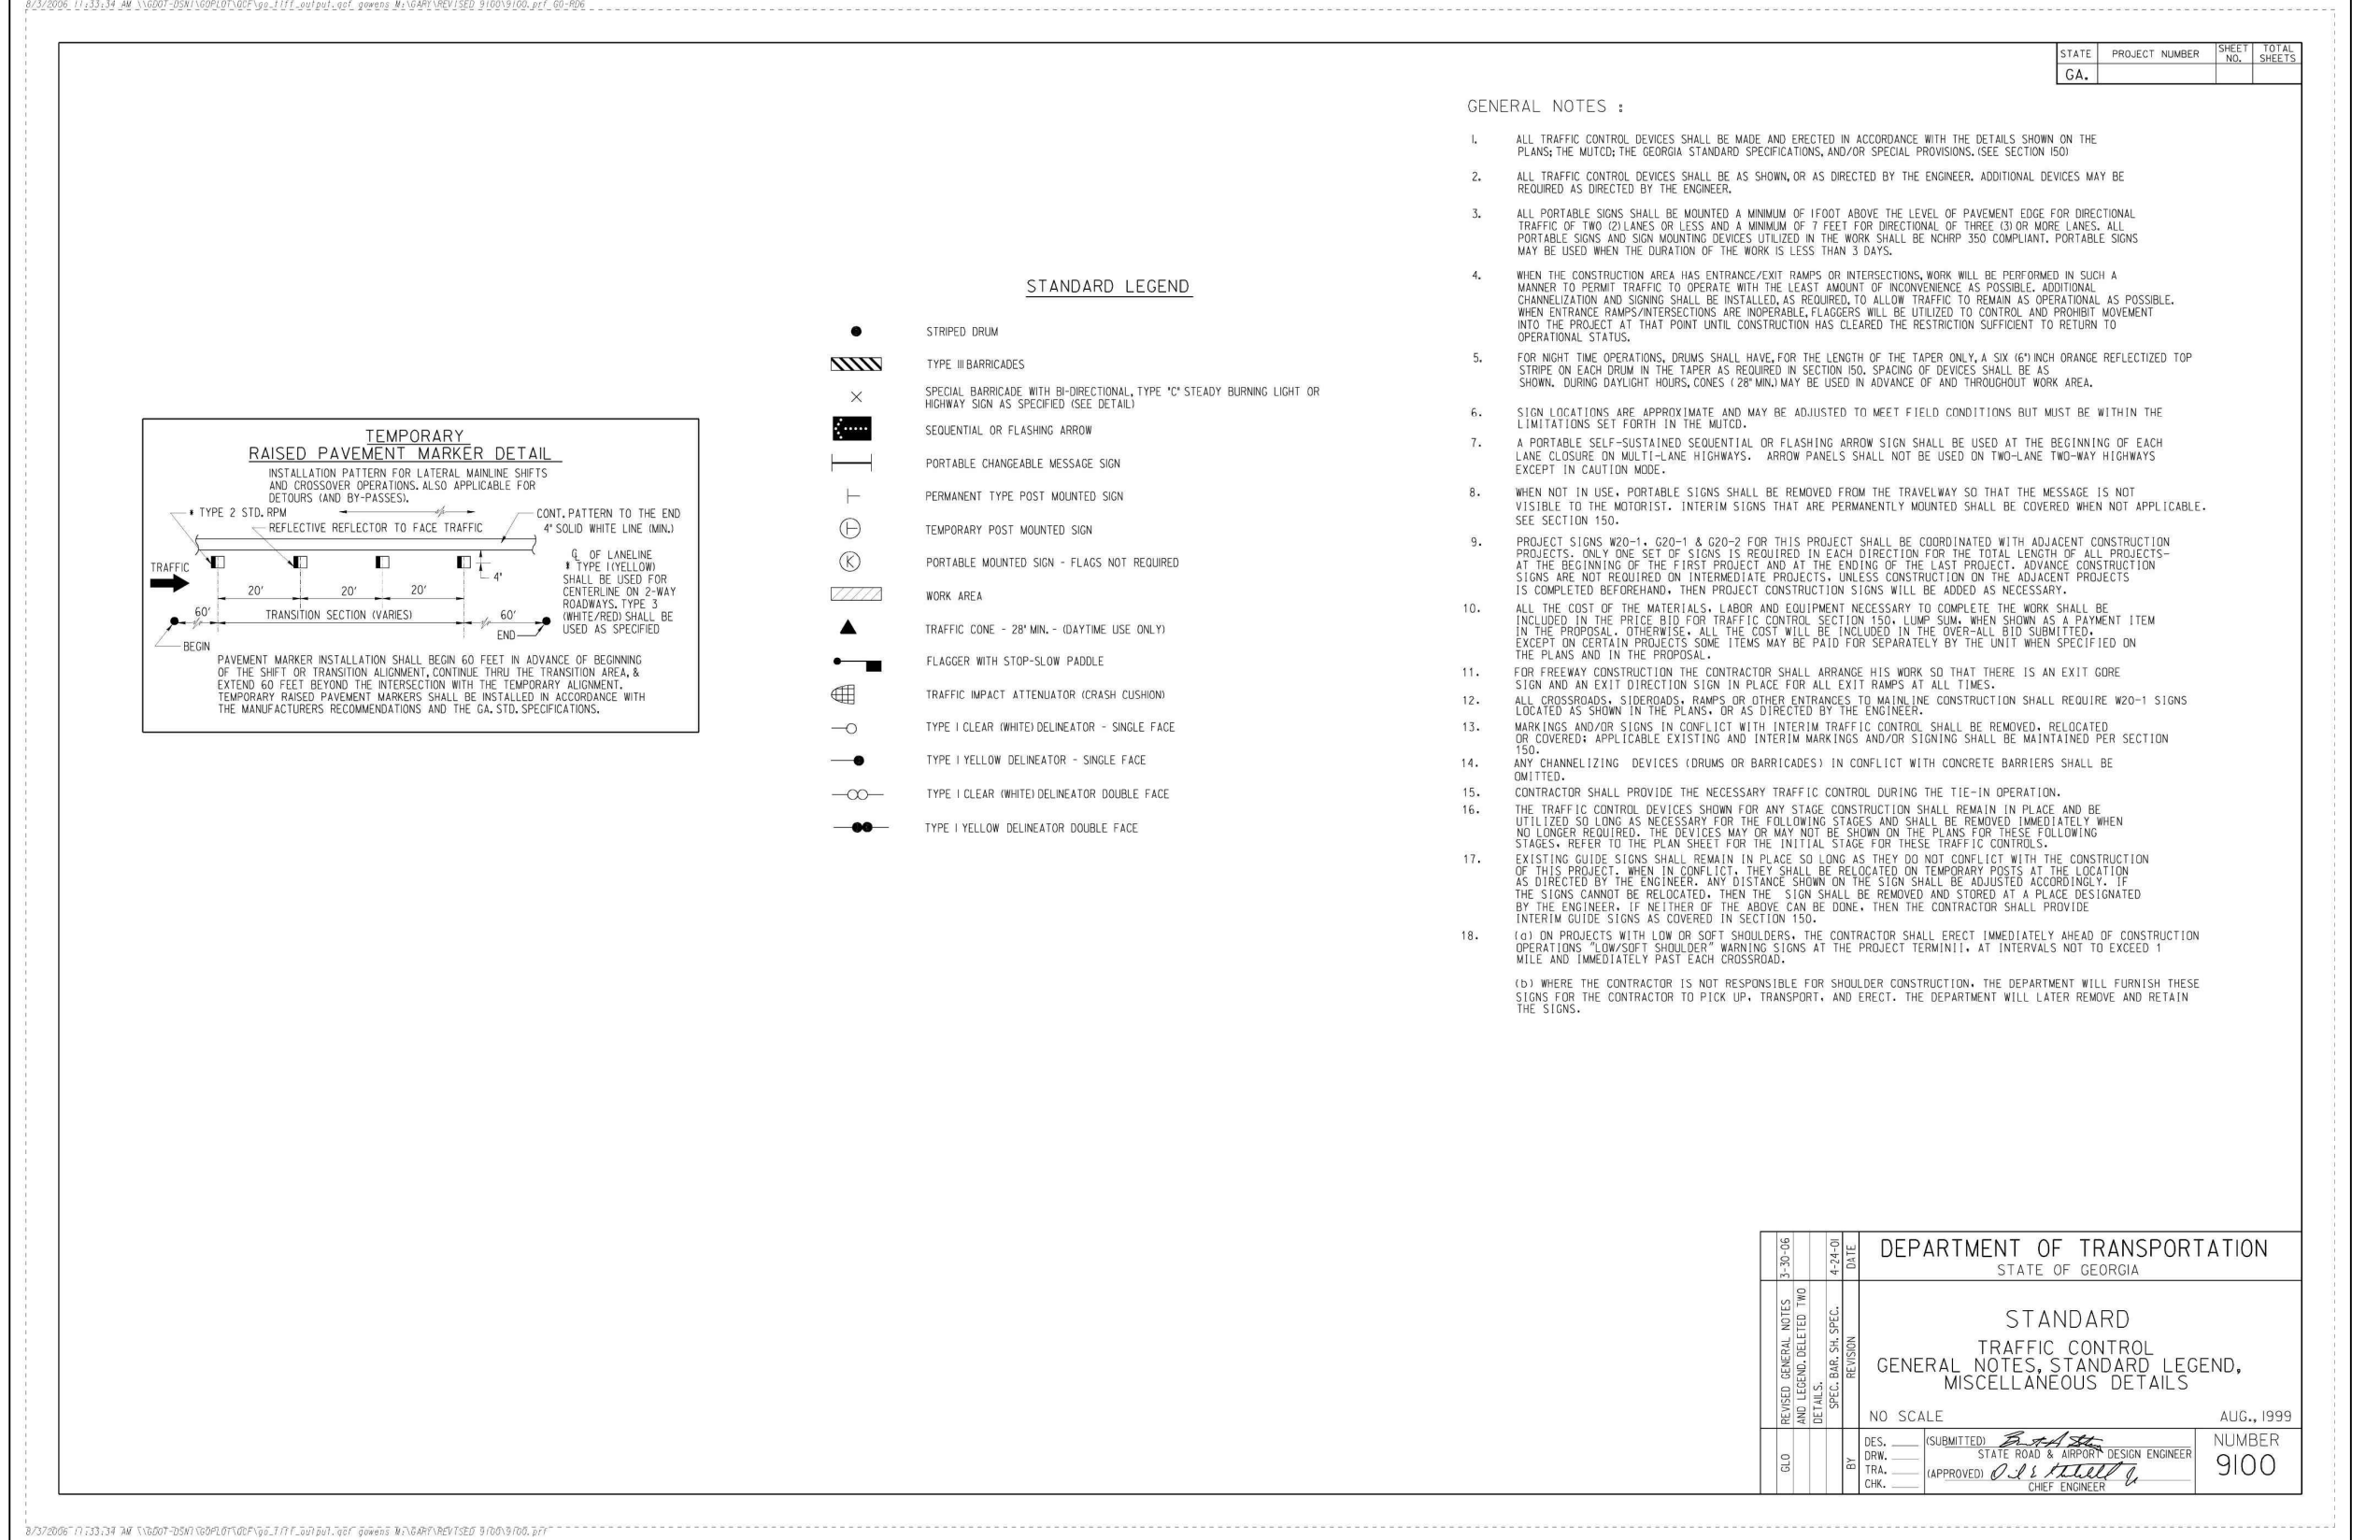 8/3/2006 11:33:34 AM \\GDOT-DSN1\GOPLOT\QCF\go_tiff_output.qcf gowens M:\GARY\REVISED 9100\9100.prf GO-RD6
STATE PROJECT NUMBER SHEET NO. TOTAL SHEETS
GA.
GENERAL NOTES :
1. ALL TRAFFIC CONTROL DEVICES SHALL BE MADE AND ERECTED IN ACCORDANCE WITH THE DETAILS SHOWN ON THE
PLANS; THE MUTCD; THE GEORGIA STANDARD SPECIFICATIONS, AND/OR SPECIAL PROVISIONS. (SEE SECTION 150)
2. ALL TRAFFIC CONTROL DEVICES SHALL BE AS SHOWN, OR AS DIRECTED BY THE ENGINEER. ADDITIONAL DEVICES MAY BE
REQUIRED AS DIRECTED BY THE ENGINEER.
3. ALL PORTABLE SIGNS SHALL BE MOUNTED A MINIMUM OF 1 FOOT ABOVE THE LEVEL OF PAVEMENT EDGE FOR DIRECTIONAL
TRAFFIC OF TWO (2) LANES OR LESS AND A MINIMUM OF 7 FEET FOR DIRECTIONAL OF THREE (3) OR MORE LANES. ALL
PORTABLE SIGNS AND SIGN MOUNTING DEVICES UTILIZED IN THE WORK SHALL BE NCHRP 350 COMPLIANT. PORTABLE SIGNS
MAY BE USED WHEN THE DURATION OF THE WORK IS LESS THAN 3 DAYS.
4. WHEN THE CONSTRUCTION AREA HAS ENTRANCE/EXIT RAMPS OR INTERSECTIONS, WORK WILL BE PERFORMED IN SUCH A
MANNER TO PERMIT TRAFFIC TO OPERATE WITH THE LEAST AMOUNT OF INCONVENIENCE AS POSSIBLE. ADDITIONAL
CHANNELIZATION AND SIGNING SHALL BE INSTALLED, AS REQUIRED, TO ALLOW TRAFFIC TO REMAIN AS OPERATIONAL AS POSSIBLE.
WHEN ENTRANCE RAMPS/INTERSECTIONS ARE INOPERABLE, FLAGGERS WILL BE UTILIZED TO CONTROL AND PROHIBIT MOVEMENT
INTO THE PROJECT AT THAT POINT UNTIL CONSTRUCTION HAS CLEARED THE RESTRICTION SUFFICIENT TO RETURN TO
OPERATIONAL STATUS.
5. FOR NIGHT TIME OPERATIONS, DRUMS SHALL HAVE, FOR THE LENGTH OF THE TAPER ONLY, A SIX (6") INCH ORANGE REFLECTIZED TOP
STRIPE ON EACH DRUM IN THE TAPER AS REQUIRED IN SECTION 150. SPACING OF DEVICES SHALL BE AS
SHOWN. DURING DAYLIGHT HOURS, CONES ( 28" MIN.) MAY BE USED IN ADVANCE OF AND THROUGHOUT WORK AREA.
6. SIGN LOCATIONS ARE APPROXIMATE AND MAY BE ADJUSTED TO MEET FIELD CONDITIONS BUT MUST BE WITHIN THE
LIMITATIONS SET FORTH IN THE MUTCD.
7. A PORTABLE SELF-SUSTAINED SEQUENTIAL OR FLASHING ARROW SIGN SHALL BE USED AT THE BEGINNING OF EACH
LANE CLOSURE ON MULTI-LANE HIGHWAYS. ARROW PANELS SHALL NOT BE USED ON TWO-LANE TWO-WAY HIGHWAYS
EXCEPT IN CAUTION MODE.
8. WHEN NOT IN USE, PORTABLE SIGNS SHALL BE REMOVED FROM THE TRAVELWAY SO THAT THE MESSAGE IS NOT
VISIBLE TO THE MOTORIST. INTERIM SIGNS THAT ARE PERMANENTLY MOUNTED SHALL BE COVERED WHEN NOT APPLICABLE.
SEE SECTION 150.
9. PROJECT SIGNS W20-1, G20-1 & G20-2 FOR THIS PROJECT SHALL BE COORDINATED WITH ADJACENT CONSTRUCTION
PROJECTS. ONLY ONE SET OF SIGNS IS REQUIRED IN EACH DIRECTION FOR THE TOTAL LENGTH OF ALL PROJECTS-
AT THE BEGINNING OF THE FIRST PROJECT AND AT THE ENDING OF THE LAST PROJECT. ADVANCE CONSTRUCTION
SIGNS ARE NOT REQUIRED ON INTERMEDIATE PROJECTS, UNLESS CONSTRUCTION ON THE ADJACENT PROJECTS
IS COMPLETED BEFOREHAND, THEN PROJECT CONSTRUCTION SIGNS WILL BE ADDED AS NECESSARY.
10. ALL THE COST OF THE MATERIALS, LABOR AND EQUIPMENT NECESSARY TO COMPLETE THE WORK SHALL BE
INCLUDED IN THE PRICE BID FOR TRAFFIC CONTROL SECTION 150, LUMP SUM, WHEN SHOWN AS A PAYMENT ITEM
IN THE PROPOSAL. OTHERWISE, ALL THE COST WILL BE INCLUDED IN THE OVER-ALL BID SUBMITTED,
EXCEPT ON CERTAIN PROJECTS SOME ITEMS MAY BE PAID FOR SEPARATELY BY THE UNIT WHEN SPECIFIED ON
THE PLANS AND IN THE PROPOSAL.
11. FOR FREEWAY CONSTRUCTION THE CONTRACTOR SHALL ARRANGE HIS WORK SO THAT THERE IS AN EXIT GORE
SIGN AND AN EXIT DIRECTION SIGN IN PLACE FOR ALL EXIT RAMPS AT ALL TIMES.
12. ALL CROSSROADS, SIDEROADS, RAMPS OR OTHER ENTRANCES TO MAINLINE CONSTRUCTION SHALL REQUIRE W20-1 SIGNS
LOCATED AS SHOWN IN THE PLANS, OR AS DIRECTED BY THE ENGINEER.
13. MARKINGS AND/OR SIGNS IN CONFLICT WITH INTERIM TRAFFIC CONTROL SHALL BE REMOVED, RELOCATED
OR COVERED; APPLICABLE EXISTING AND INTERIM MARKINGS AND/OR SIGNING SHALL BE MAINTAINED PER SECTION
150.
14. ANY CHANNELIZING DEVICES (DRUMS OR BARRICADES) IN CONFLICT WITH CONCRETE BARRIERS SHALL BE
OMITTED.
15. CONTRACTOR SHALL PROVIDE THE NECESSARY TRAFFIC CONTROL DURING THE TIE-IN OPERATION.
16. THE TRAFFIC CONTROL DEVICES SHOWN FOR ANY STAGE CONSTRUCTION SHALL REMAIN IN PLACE AND BE
UTILIZED SO LONG AS NECESSARY FOR THE FOLLOWING STAGES AND SHALL BE REMOVED IMMEDIATELY WHEN
NO LONGER REQUIRED. THE DEVICES MAY OR MAY NOT BE SHOWN ON THE PLANS FOR THESE FOLLOWING
STAGES, REFER TO THE PLAN SHEET FOR THE INITIAL STAGE FOR THESE TRAFFIC CONTROLS.
17. EXISTING GUIDE SIGNS SHALL REMAIN IN PLACE SO LONG AS THEY DO NOT CONFLICT WITH THE CONSTRUCTION
OF THIS PROJECT. WHEN IN CONFLICT, THEY SHALL BE RELOCATED ON TEMPORARY POSTS AT THE LOCATION
AS DIRECTED BY THE ENGINEER. ANY DISTANCE SHOWN ON THE SIGN SHALL BE ADJUSTED ACCORDINGLY. IF
THE SIGNS CANNOT BE RELOCATED, THEN THE SIGN SHALL BE REMOVED AND STORED AT A PLACE DESIGNATED
BY THE ENGINEER. IF NEITHER OF THE ABOVE CAN BE DONE, THEN THE CONTRACTOR SHALL PROVIDE
INTERIM GUIDE SIGNS AS COVERED IN SECTION 150.
18. (a) ON PROJECTS WITH LOW OR SOFT SHOULDERS, THE CONTRACTOR SHALL ERECT IMMEDIATELY AHEAD OF CONSTRUCTION
OPERATIONS "LOW/SOFT SHOULDER" WARNING SIGNS AT THE PROJECT TERMINII, AT INTERVALS NOT TO EXCEED 1
MILE AND IMMEDIATELY PAST EACH CROSSROAD.
(b) WHERE THE CONTRACTOR IS NOT RESPONSIBLE FOR SHOULDER CONSTRUCTION, THE DEPARTMENT WILL FURNISH THESE
SIGNS FOR THE CONTRACTOR TO PICK UP, TRANSPORT, AND ERECT. THE DEPARTMENT WILL LATER REMOVE AND RETAIN
THE SIGNS.
STANDARD LEGEND
STRIPED DRUM
TYPE III BARRICADES
SPECIAL BARRICADE WITH BI-DIRECTIONAL, TYPE "C" STEADY BURNING LIGHT OR
HIGHWAY SIGN AS SPECIFIED (SEE DETAIL)
SEQUENTIAL OR FLASHING ARROW
PORTABLE CHANGEABLE MESSAGE SIGN
PERMANENT TYPE POST MOUNTED SIGN
TEMPORARY POST MOUNTED SIGN
K PORTABLE MOUNTED SIGN - FLAGS NOT REQUIRED
WORK AREA
TRAFFIC CONE - 28" MIN. - (DAYTIME USE ONLY)
FLAGGER WITH STOP-SLOW PADDLE
TRAFFIC IMPACT ATTENUATOR (CRASH CUSHION)
TYPE I CLEAR (WHITE) DELINEATOR - SINGLE FACE
TYPE I YELLOW DELINEATOR - SINGLE FACE
TYPE I CLEAR (WHITE) DELINEATOR DOUBLE FACE
TYPE I YELLOW DELINEATOR DOUBLE FACE
TEMPORARY
RAISED PAVEMENT MARKER DETAIL
INSTALLATION PATTERN FOR LATERAL MAINLINE SHIFTS
AND CROSSOVER OPERATIONS. ALSO APPLICABLE FOR
DETOURS (AND BY-PASSES).
* TYPE 2 STD. RPM
CONT. PATTERN TO THE END
REFLECTIVE REFLECTOR TO FACE TRAFFIC
4" SOLID WHITE LINE (MIN.)
TRAFFIC
4"
℄ OF LANELINE
* TYPE 1 (YELLOW)
SHALL BE USED FOR
CENTERLINE ON 2-WAY
ROADWAYS. TYPE 3
(WHITE/RED) SHALL BE
USED AS SPECIFIED
20' 20' 20'
60' TRANSITION SECTION (VARIES) 60'
END
BEGIN
PAVEMENT MARKER INSTALLATION SHALL BEGIN 60 FEET IN ADVANCE OF BEGINNING
OF THE SHIFT OR TRANSITION ALIGNMENT, CONTINUE THRU THE TRANSITION AREA, &
EXTEND 60 FEET BEYOND THE INTERSECTION WITH THE TEMPORARY ALIGNMENT.
TEMPORARY RAISED PAVEMENT MARKERS SHALL BE INSTALLED IN ACCORDANCE WITH
THE MANUFACTURERS RECOMMENDATIONS AND THE GA. STD. SPECIFICATIONS.
GLO REVISED GENERAL NOTES 3-30-06
AND LEGEND. DELETED TWO
DETAILS.
SPEC. BAR. SH. SPEC. 4-24-01
BY REVISION DATE
DEPARTMENT OF TRANSPORTATION
STATE OF GEORGIA
STANDARD
TRAFFIC CONTROL
GENERAL NOTES, STANDARD LEGEND,
MISCELLANEOUS DETAILS
NO SCALE AUG., 1999
DES.
DRW.
TRA.
CHK.
(SUBMITTED)
STATE ROAD & AIRPORT DESIGN ENGINEER
(APPROVED)
CHIEF ENGINEER
NUMBER
9100
8/3/2006 11:33:34 AM \\GDOT-DSN1\GOPLOT\QCF\go_tiff_output.qcf gowens M:\GARY\REVISED 9100\9100.prf